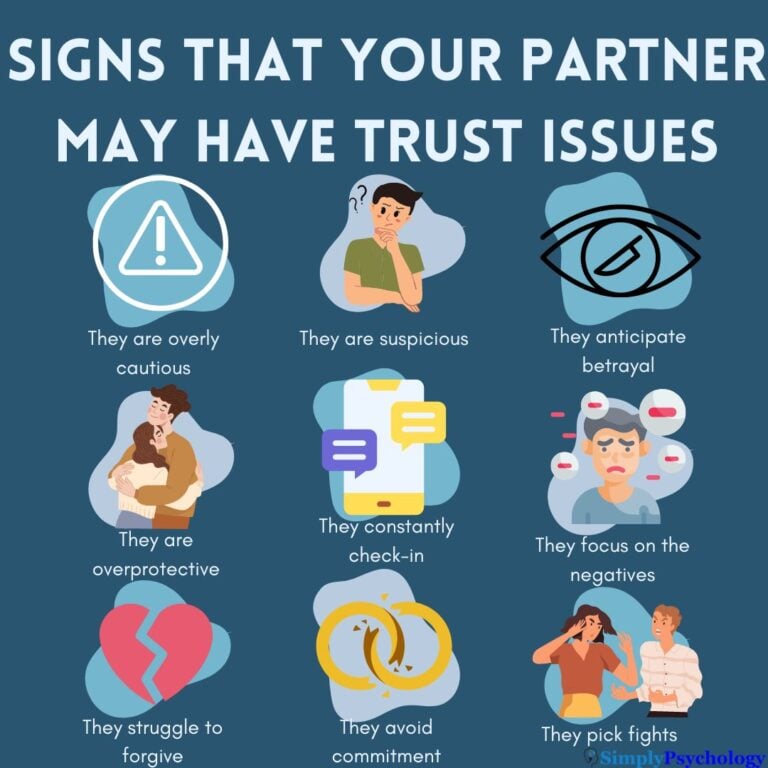 SIGNS THAT YOUR PARTNER
MAY HAVE TRUST ISSUES
??
They are overly
cautious
They are suspicious
They anticipate
betrayal
They are
overprotective
They constantly
check-in
They focus on the
negatives
They struggle to
forgive
They avoid
commitment
They pick fights
SimplyPsychology